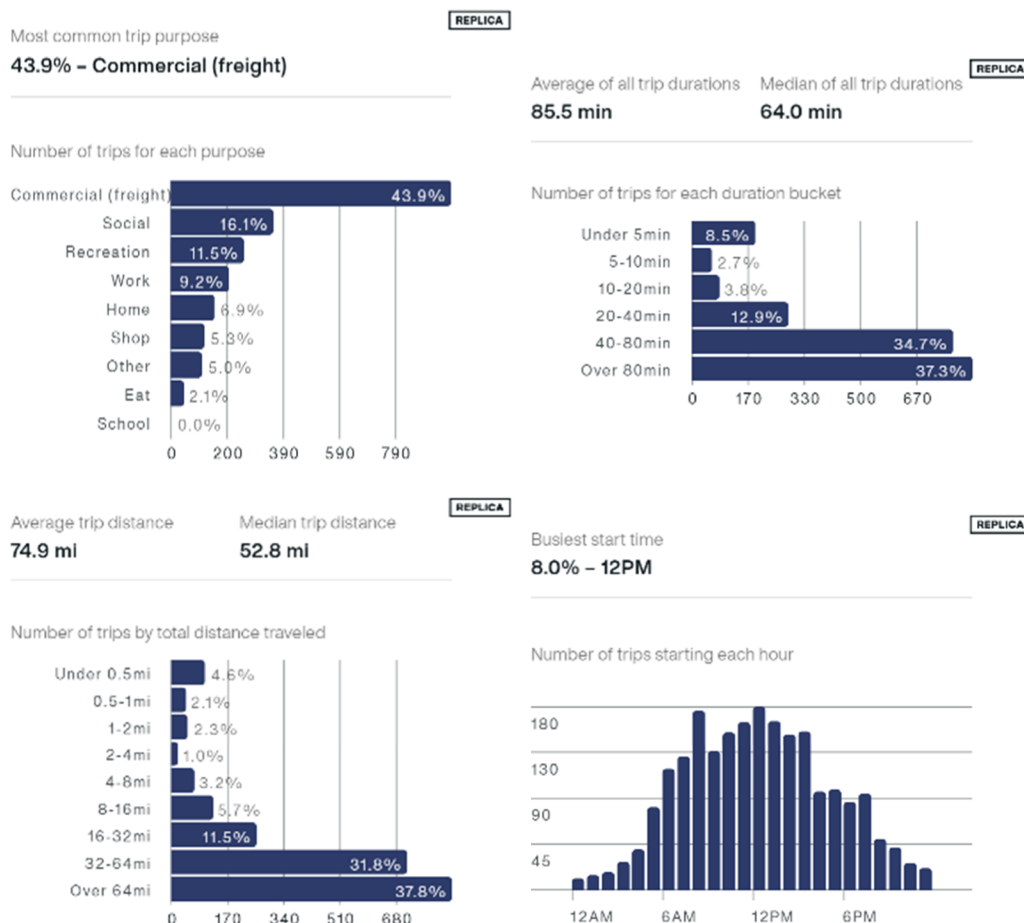 REPLICA
Most common trip purpose
43.9% – Commercial (freight)
Number of trips for each purpose
Commercial (freight) 43.9%
Social 16.1%
Recreation 11.5%
Work 9.2%
Home 6.9%
Shop 5.3%
Other 5.0%
Eat 2.1%
School 0.0%
0 200 390 590 790
REPLICA
Average of all trip durations Median of all trip durations
85.5 min 64.0 min
Number of trips for each duration bucket
Under 5min 8.5%
5-10min 2.7%
10-20min 3.8%
20-40min 12.9%
40-80min 34.7%
Over 80min 37.3%
0 170 330 500 670
REPLICA
Average trip distance Median trip distance
74.9 mi 52.8 mi
Number of trips by total distance traveled
Under 0.5mi 4.6%
0.5-1mi 2.1%
1-2mi 2.3%
2-4mi 1.0%
4-8mi 3.2%
8-16mi 5.7%
16-32mi 11.5%
32-64mi 31.8%
Over 64mi 37.8%
0 170 340 510 680
REPLICA
Busiest start time
8.0% – 12PM
Number of trips starting each hour
180
130
90
45
12AM 6AM 12PM 6PM